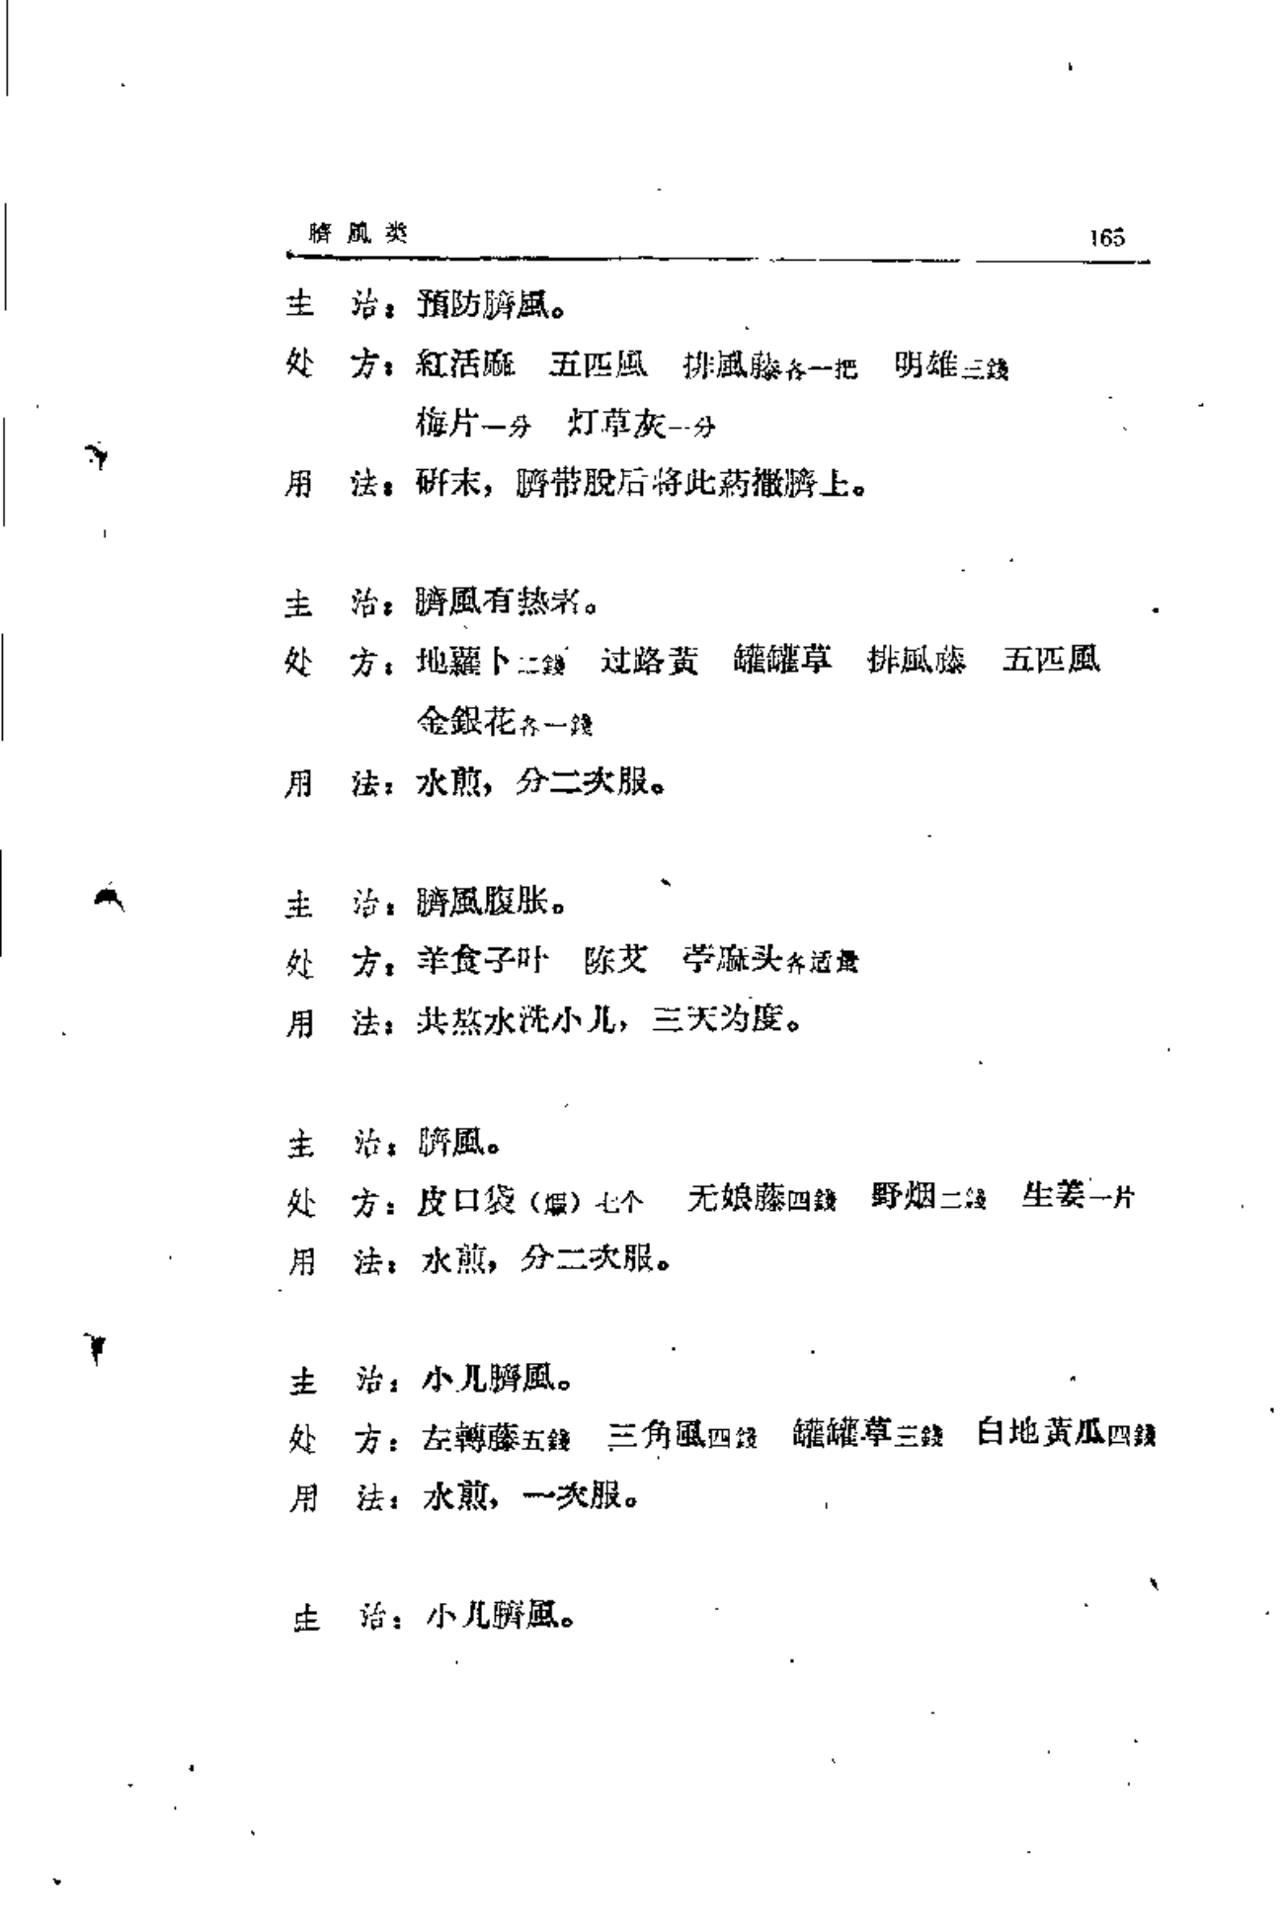 臍風类 165
主 治：預防臍風。
处 方：紅活麻 五匹風 排風藤各一把 明雄三錢
梅片一分 灯草灰一分
用 法：研末，臍带脫后将此葯撒臍上。
主 治：臍風有热者。
处 方：地蘿卜二錢 过路黃 罐罐草 排風藤 五匹風
金銀花各一錢
用 法：水煎，分二次服。
主 治：臍風腹胀。
处 方：羊食子叶 陈艾 苧麻头各适量
用 法：共熬水洗小儿，三天为度。
主 治：臍風。
处 方：皮口袋（煨）七个 无娘藤四錢 野烟二錢 生姜一片
用 法：水煎，分二次服。
主 治：小儿臍風。
处 方：左轉藤五錢 三角風四錢 罐罐草三錢 白地黃瓜四錢
用 法：水煎，一次服。
主 治：小儿臍風。